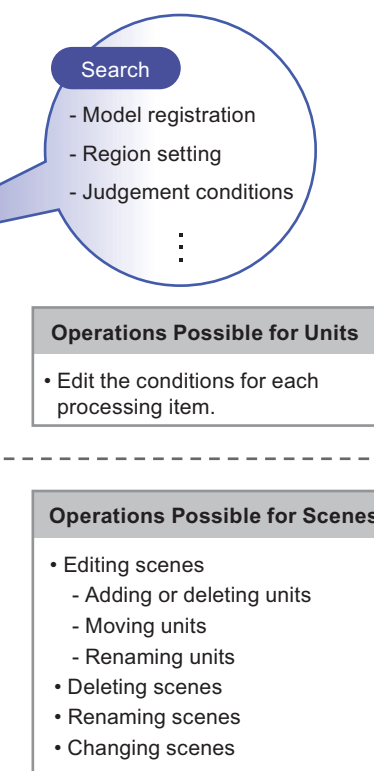 Search
- Model registration
- Region setting
- Judgement conditions
Operations Possible for Units
• Edit the conditions for each
processing item.
Operations Possible for Scenes
• Editing scenes
- Adding or deleting units
- Moving units
- Renaming units
• Deleting scenes
• Renaming scenes
• Changing scenes